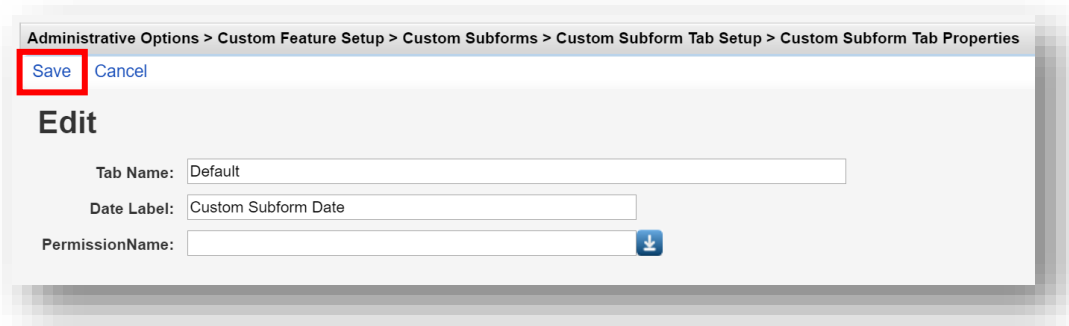 Administrative Options > Custom Feature Setup > Custom Subforms > Custom Subform Tab Setup > Custom Subform Tab Properties
Save Cancel
Edit
Tab Name: Default
Date Label: Custom Subform Date
PermissionName: